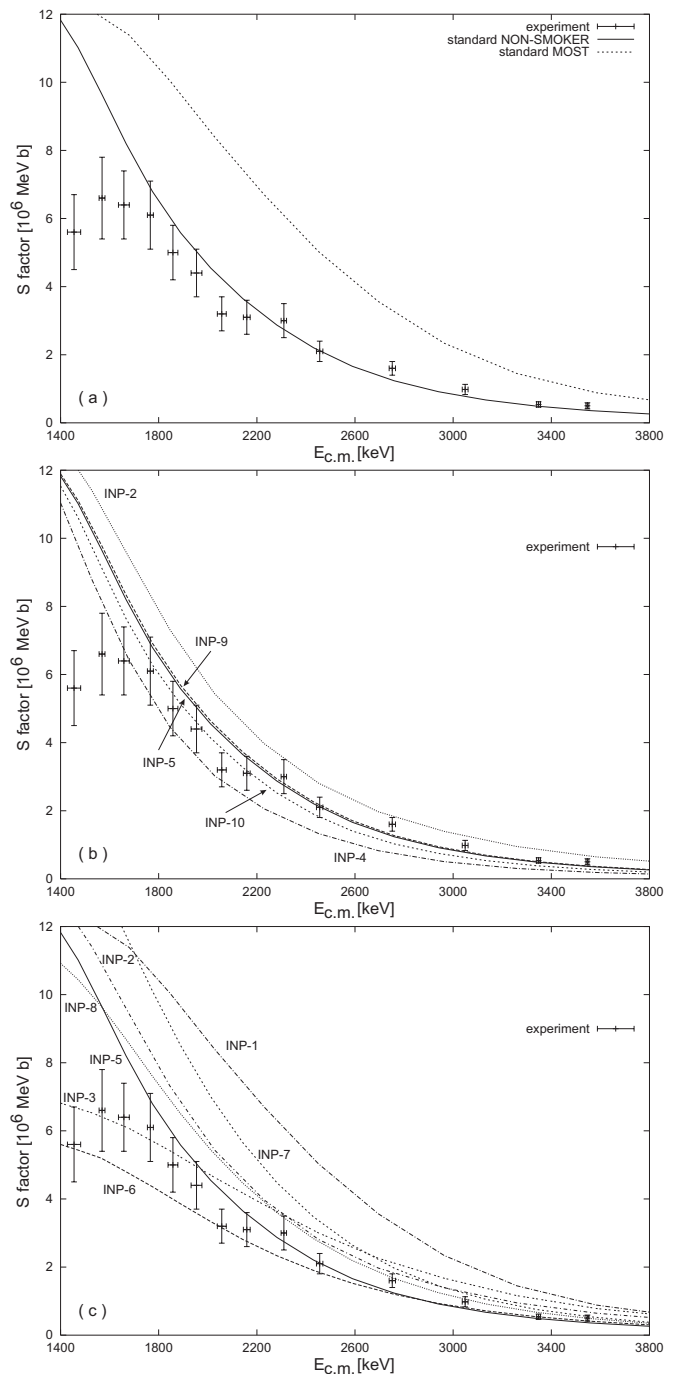 12
10
8
6
4
2
0
S factor [10⁶ MeV b]
experiment
standard NON-SMOKER
standard MOST
( a )
1400 1800 2200 2600 3000 3400 3800
Ec.m. [keV]
12
10
8
6
4
2
0
S factor [10⁶ MeV b]
INP-2
experiment
INP-9
INP-5
INP-10
INP-4
( b )
1400 1800 2200 2600 3000 3400 3800
Ec.m. [keV]
12
10
8
6
4
2
0
S factor [10⁶ MeV b]
INP-2
INP-8
INP-1
experiment
INP-5
INP-3
INP-7
INP-6
( c )
1400 1800 2200 2600 3000 3400 3800
Ec.m. [keV]